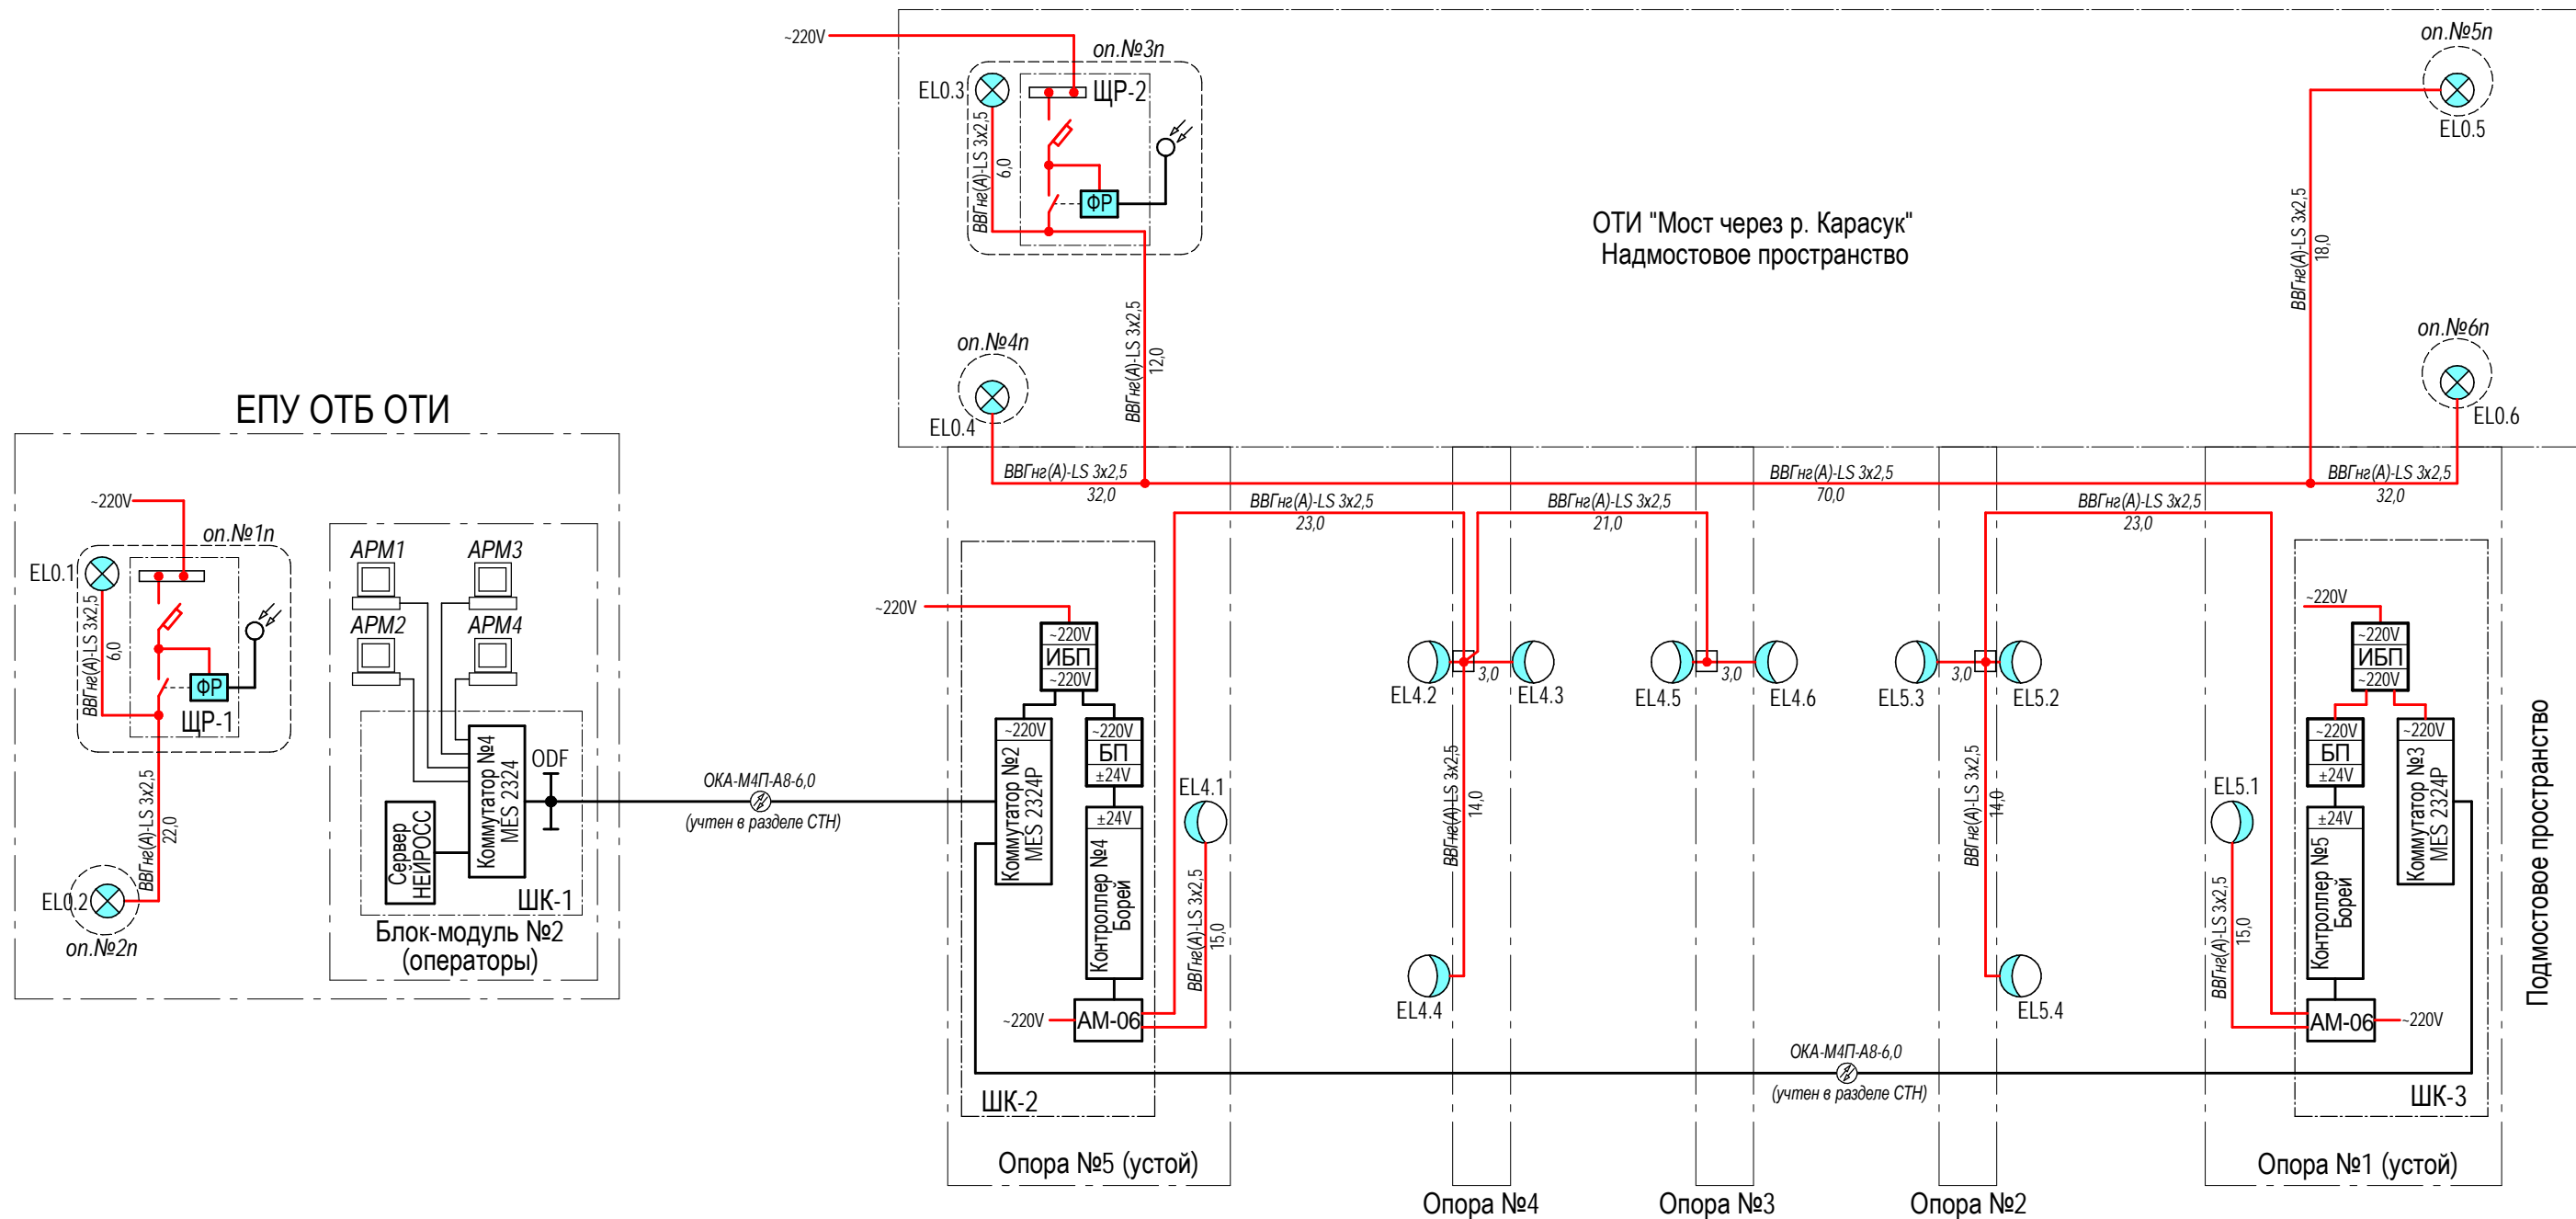 ЕПУ ОТБ ОТИ
~220V
оп.№1п
EL0.1
ВВГнг(А)-LS 3х2,5
6,0
ФР
ЩР-1
ВВГнг(А)-LS 3х2,5
22,0
EL0.2
оп.№2п
АРМ1
АРМ3
АРМ2
АРМ4
Коммутатор №4
MES 2324
ODF
Сервер
НЕЙРОСС
ШК-1
Блок-модуль №2
(операторы)
ОКА-М4П-А8-6,0
(учтен в разделе СТН)
~220V
оп.№3п
EL0.3
ЩР-2
ВВГнг(А)-LS 3х2,5
6,0
ФР
ВВГнг(А)-LS 3х2,5
12,0
оп.№4п
EL0.4
ОТИ "Мост через р. Карасук"
Надмостовое пространство
оп.№5п
EL0.5
ВВГнг(А)-LS 3х2,5
18,0
оп.№6п
EL0.6
ВВГнг(А)-LS 3х2,5
32,0
ВВГнг(А)-LS 3х2,5
70,0
ВВГнг(А)-LS 3х2,5
32,0
ВВГнг(А)-LS 3х2,5
23,0
ВВГнг(А)-LS 3х2,5
21,0
ВВГнг(А)-LS 3х2,5
23,0
~220V
~220V
ИБП
~220V
~220V
Коммутатор №2
MES 2324P
~220V
БП
±24V
±24V
Контроллер №4
Борей
~220V
АМ-06
EL4.1
ВВГнг(А)-LS 3х2,5
15,0
ШК-2
Опора №5 (устой)
EL4.2
3,0
EL4.3
ВВГнг(А)-LS 3х2,5
14,0
EL4.4
Опора №4
EL4.5
3,0
EL4.6
Опора №3
EL5.3
3,0
EL5.2
ВВГнг(А)-LS 3х2,5
14,0
EL5.4
Опора №2
ОКА-М4П-А8-6,0
(учтен в разделе СТН)
~220V
~220V
ИБП
~220V
~220V
БП
±24V
~220V
Коммутатор №3
MES 2324P
±24V
Контроллер №5
Борей
EL5.1
ВВГнг(А)-LS 3х2,5
15,0
АМ-06
~220V
ШК-3
Опора №1 (устой)
Подмостовое пространство